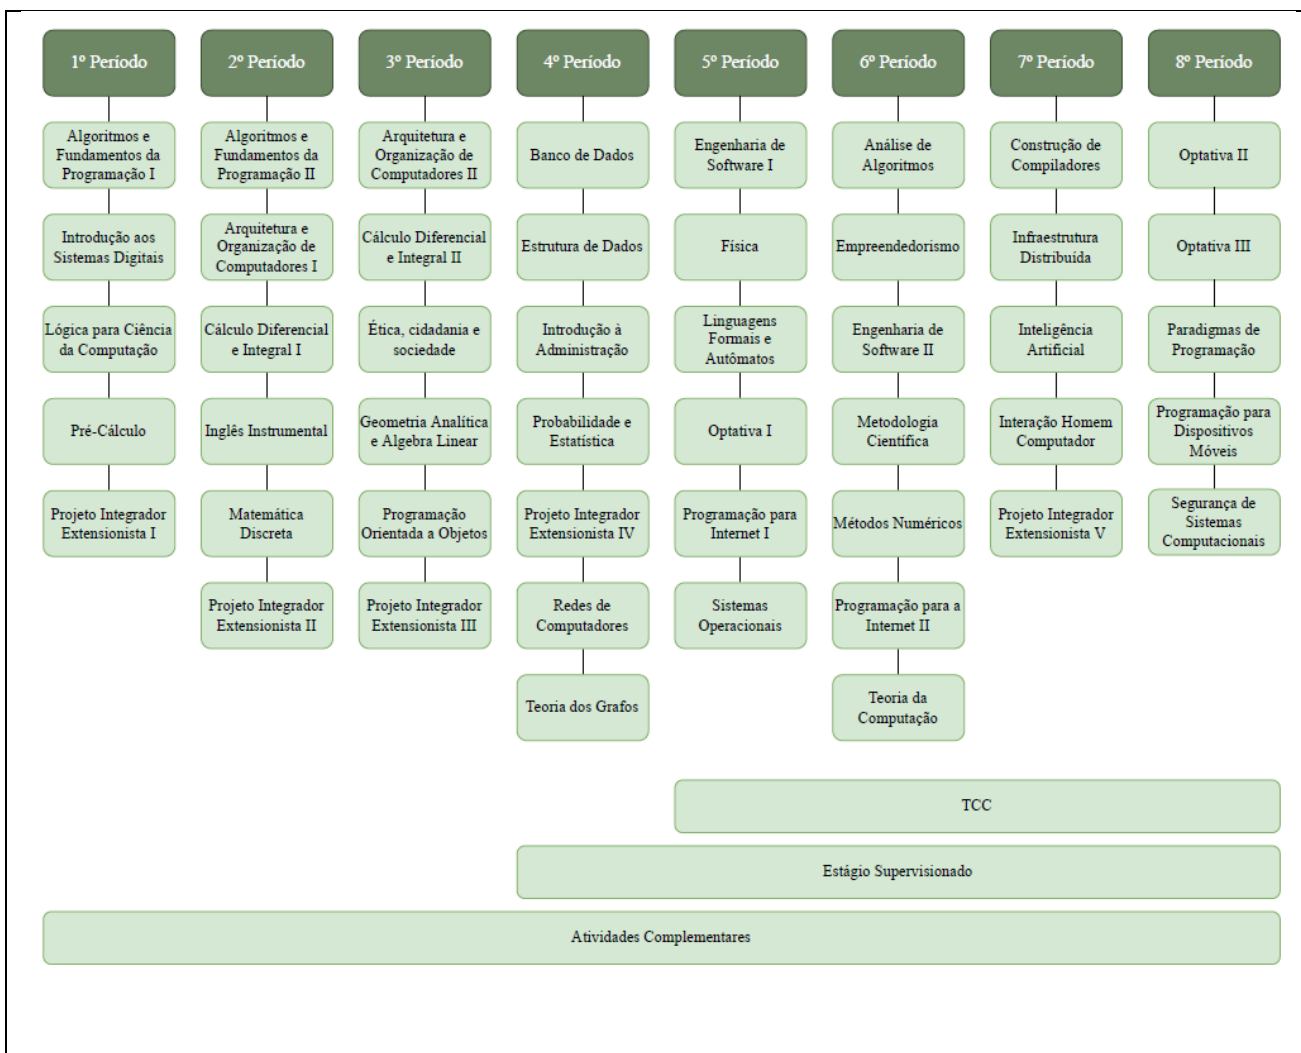 1º Período
Algoritmos e
Fundamentos da
Programação I
Introdução aos
Sistemas Digitais
Lógica para Ciência
da Computação
Pré-Cálculo
Projeto Integrador
Extensionista I
2º Período
Algoritmos e
Fundamentos da
Programação II
Arquitetura e
Organização de
Computadores I
Cálculo Diferencial
e Integral I
Inglês Instrumental
Matemática
Discreta
Projeto Integrador
Extensionista II
3º Período
Arquitetura e
Organização de
Computadores II
Cálculo Diferencial
e Integral II
Ética, cidadania e
sociedade
Geometria Analítica
e Algebra Linear
Programação
Orientada a Objetos
Projeto Integrador
Extensionista III
4º Período
Banco de Dados
Estrutura de Dados
Introdução à
Administração
Probabilidade e
Estatística
Projeto Integrador
Extensionista IV
Redes de
Computadores
Teoria dos Grafos
5º Período
Engenharia de
Software I
Física
Linguagens
Formais e
Autômatos
Optativa I
Programação para
Internet I
Sistemas
Operacionais
6º Período
Análise de
Algoritmos
Empreendedorismo
Engenharia de
Software II
Metodologia
Científica
Métodos Numéricos
Programação para a
Internet II
Teoria da
Computação
7º Período
Construção de
Compiladores
Infraestrutura
Distribuída
Inteligência
Artificial
Interação Homem
Computador
Projeto Integrador
Extensionista V
8º Período
Optativa II
Optativa III
Paradigmas de
Programação
Programação para
Dispositivos
Móveis
Segurança de
Sistemas
Computacionais
TCC
Estágio Supervisionado
Atividades Complementares